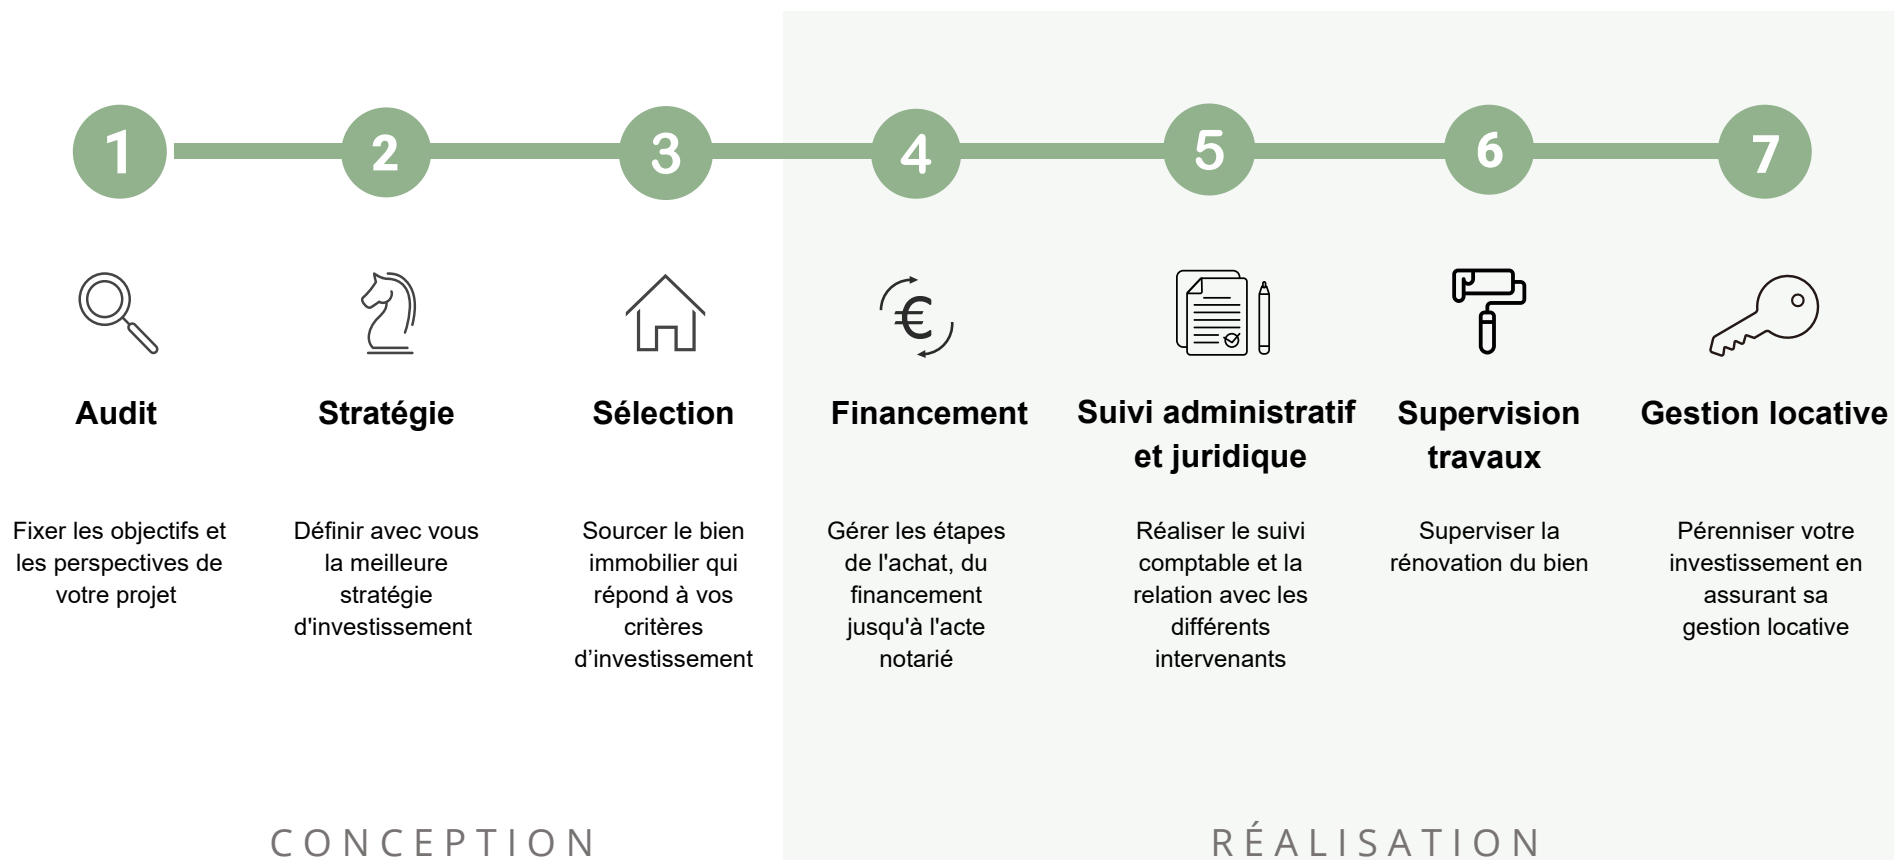 1
2
3
4
5
6
7
€
Audit
Fixer les objectifs et
les perspectives de
votre projet
Stratégie
Définir avec vous
la meilleure
stratégie
d'investissement
Sélection
Sourcer le bien
immobilier qui
répond à vos
critères
d’investissement
Financement
Gérer les étapes
de l'achat, du
financement
jusqu'à l'acte
notarié
Suivi administratif
et juridique
Réaliser le suivi
comptable et la
relation avec les
différents
intervenants
Supervision
travaux
Superviser la
rénovation du bien
Gestion locative
Pérenniser votre
investissement en
assurant sa
gestion locative
CONCEPTION
RÉALISATION